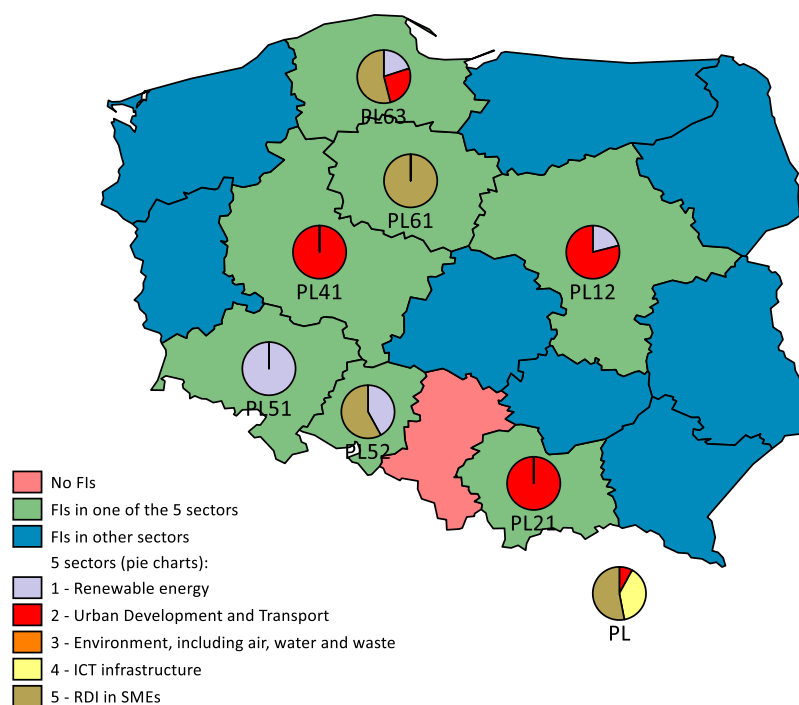 PL63
PL61
PL41
PL12
PL51
PL52
PL21
No FIs
FIs in one of the 5 sectors
FIs in other sectors
5 sectors (pie charts):
1 - Renewable energy
2 - Urban Development and Transport
3 - Environment, including air, water and waste
4 - ICT infrastructure
5 - RDI in SMEs
PL